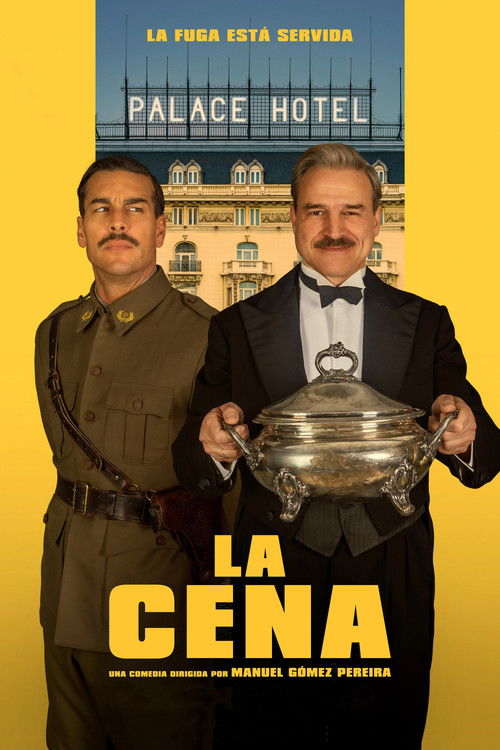 LA FUGA ESTÁ SERVIDA
PALACE HOTEL
LA
CENA
UNA COMEDIA DIRIGIDA POR MANUEL GÓMEZ PEREIRA